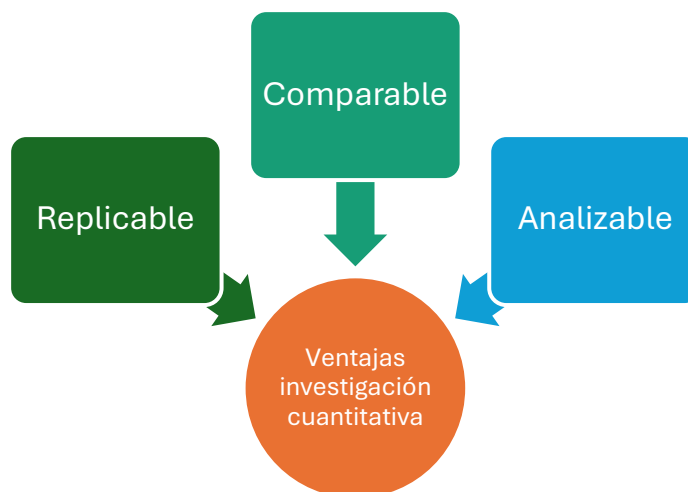 Comparable
Replicable
Analizable
Ventajas
investigación
cuantitativa